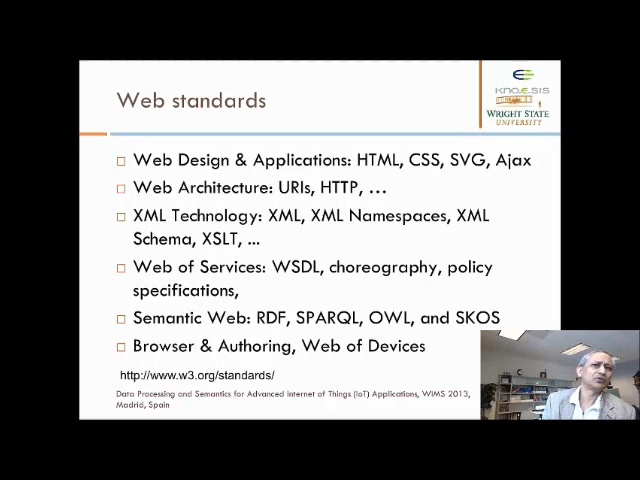 Web standards
KNO.E.SIS
WRIGHT STATE
UNIVERSITY
Web Design & Applications: HTML, CSS, SVG, Ajax
Web Architecture: URIs, HTTP, …
XML Technology: XML, XML Namespaces, XML
Schema, XSLT, ...
Web of Services: WSDL, choreography, policy
specifications,
Semantic Web: RDF, SPARQL, OWL, and SKOS
Browser & Authoring, Web of Devices
http://www.w3.org/standards/
Data Processing and Semantics for Advanced Internet of Things (IoT) Applications, WIMS 2013,
Madrid, Spain